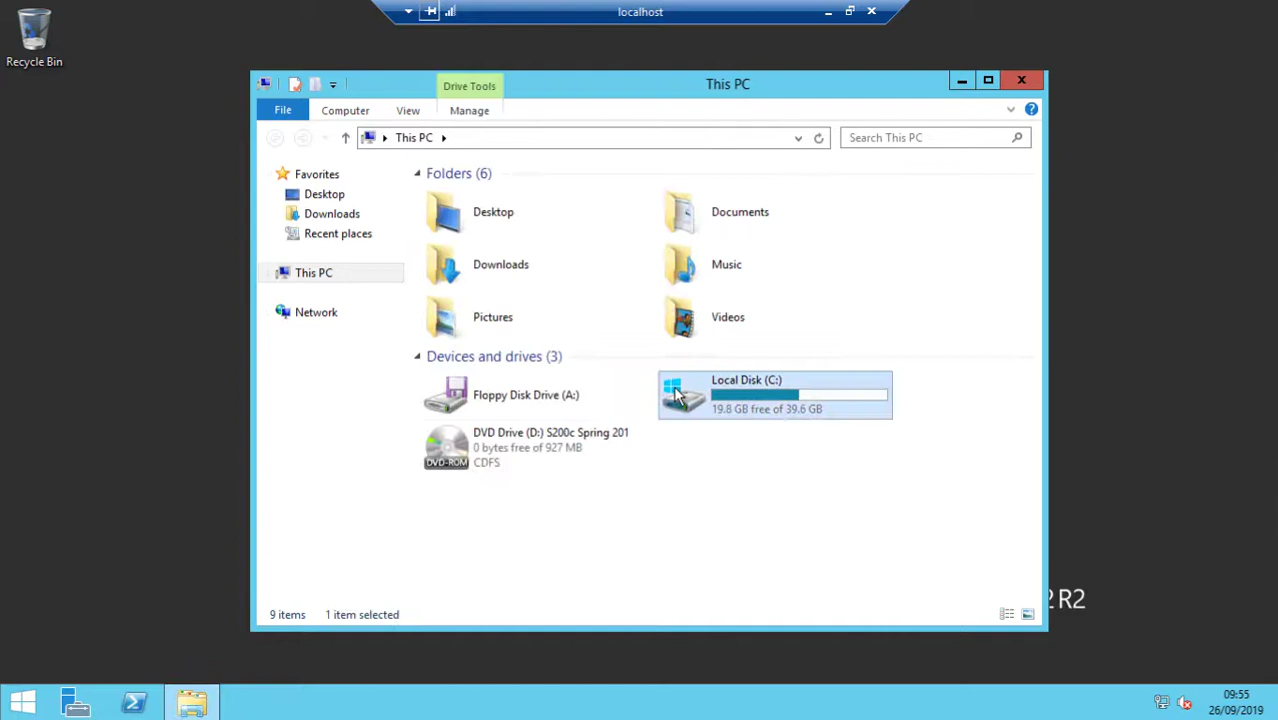 localhost
Recycle Bin
Drive Tools
This PC
File
Computer
View
Manage
This PC
Search This PC
Favorites
Desktop
Downloads
Recent places
This PC
Network
Folders (6)
Desktop
Documents
Downloads
Music
Pictures
Videos
Devices and drives (3)
Floppy Disk Drive (A:)
Local Disk (C:)
19.8 GB free of 39.6 GB
DVD Drive (D:) S200c Spring 201
0 bytes free of 927 MB
CDFS
DVD-ROM
9 items
1 item selected
2 R2
09:55
26/09/2019